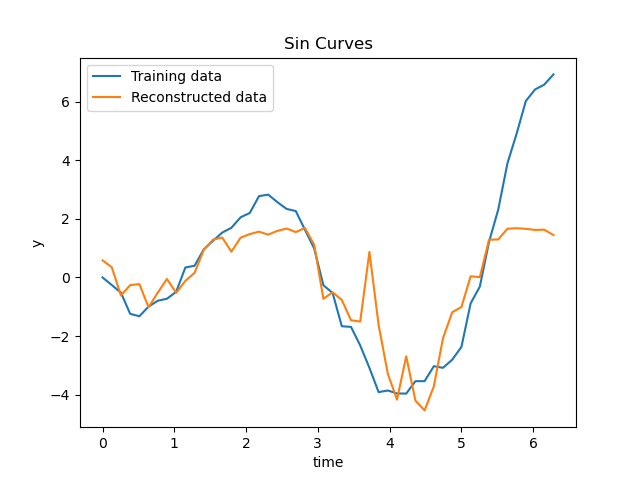 Sin Curves
Training data
Reconstructed data
y
6
4
2
0
−2
−4
0 1 2 3 4 5 6
time